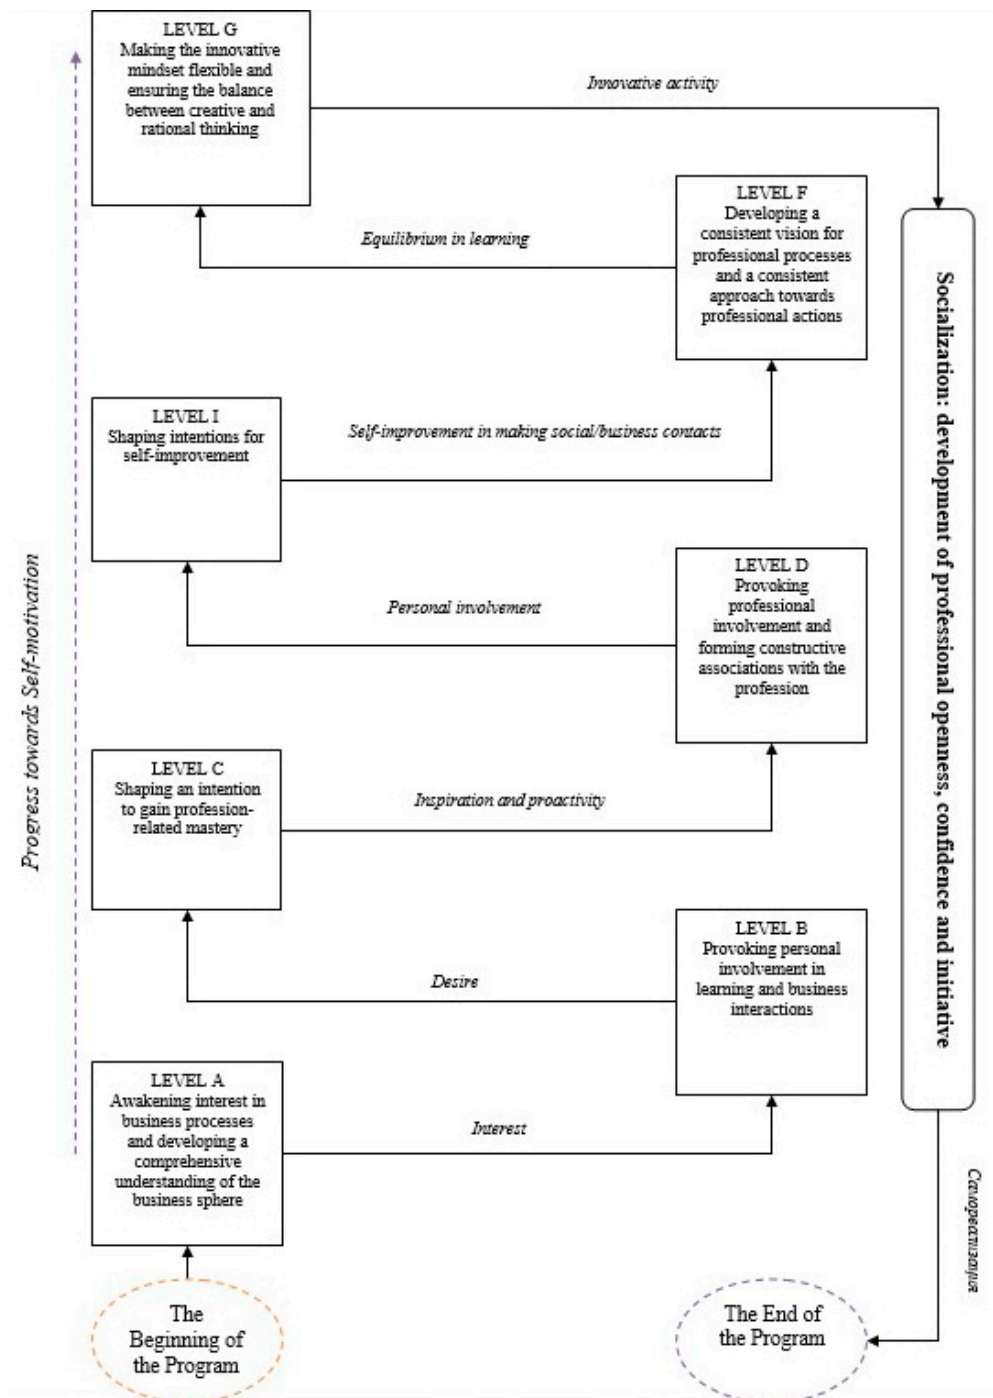 LEVEL G
Making the innovative
mindset flexible and
ensuring the balance
between creative and
rational thinking
Innovative activity
LEVEL F
Developing a
consistent vision for
professional processes
and a consistent
approach towards
professional actions
Equilibrium in learning
LEVEL I
Shaping intentions for
self-improvement
Self-improvement in making social/business contacts
LEVEL D
Provoking
professional
involvement and
forming constructive
associations with the
profession
Personal involvement
LEVEL C
Shaping an intention
to gain profession-
related mastery
Inspiration and proactivity
LEVEL B
Provoking personal
involvement in
learning and business
interactions
Desire
LEVEL A
Awakening interest in
business processes
and developing a
comprehensive
understanding of the
business sphere
Interest
The
Beginning of
the Program
The End of
the Program
Progress towards Self-motivation
Socialization: development of professional openness, confidence and initiative
Самореализация